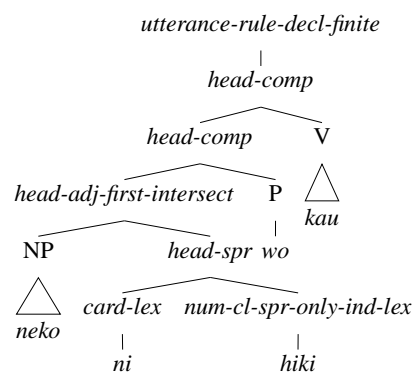 utterance-rule-decl-finite
head-comp
head-comp V
head-adj-first-intersect P
kau
NP head-spr wo
card-lex num-cl-spr-only-ind-lex
neko
ni hiki